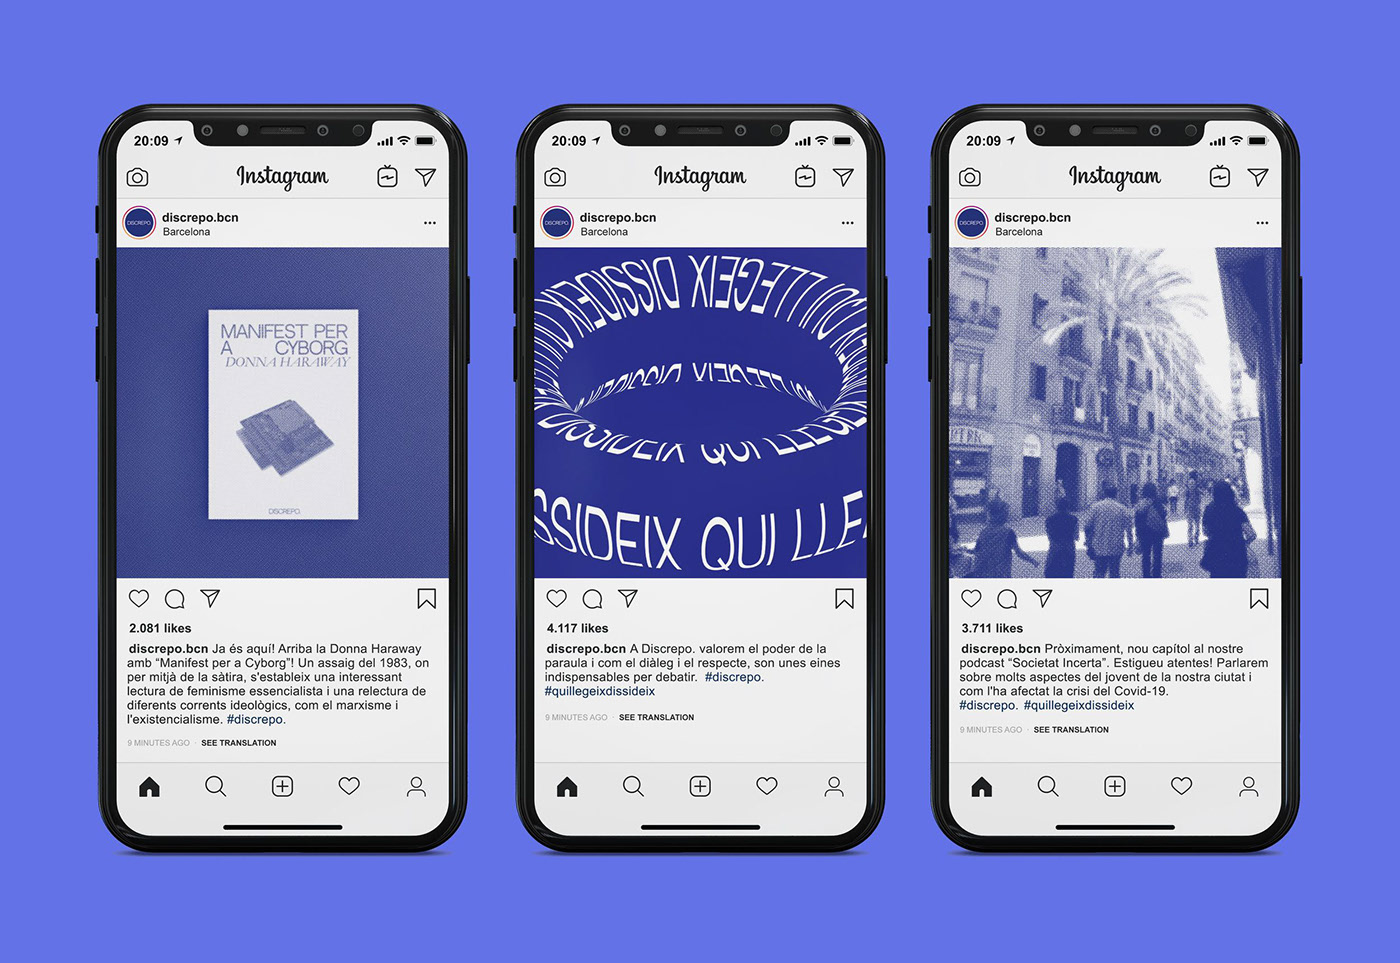 20:09
Instagram
DISCREPO.
discrepo.bcn
Barcelona
MANIFEST PER
A CYBORG
DONNA HARAWAY
DISCREPO.
2.081 likes
discrepo.bcn Ja és aquí! Arriba la Donna Haraway
amb “Manifest per a Cyborg”! Un assaig del 1983, on
per mitjà de la sàtira, s'estableix una interessant
lectura de feminisme essencialista i una relectura de
diferents corrents ideològics, com el marxisme i
l'existencialisme. #discrepo.
9 MINUTES AGO · SEE TRANSLATION
20:09
Instagram
DISCREPO.
discrepo.bcn
Barcelona
QUI LLEGEIX DISSIDEIX
QUI LLEGEIX DISSIDEIX
DISSIDEIX QUI LLEGE
SSIDEIX QUI LLE
4.117 likes
discrepo.bcn A Discrepo. valorem el poder de la
paraula i com el diàleg i el respecte, son unes eines
indispensables per debatir. #discrepo.
#quillegeixdissideix
9 MINUTES AGO · SEE TRANSLATION
20:09
Instagram
DISCREPO.
discrepo.bcn
Barcelona
3.711 likes
discrepo.bcn Pròximament, nou capítol al nostre
podcast “Societat Incerta”. Estigueu atentes! Parlarem
sobre molts aspectes del jovent de la nostra ciutat i
com l'ha afectat la crisi del Covid-19.
#discrepo. #quillegeixdissideix
9 MINUTES AGO · SEE TRANSLATION